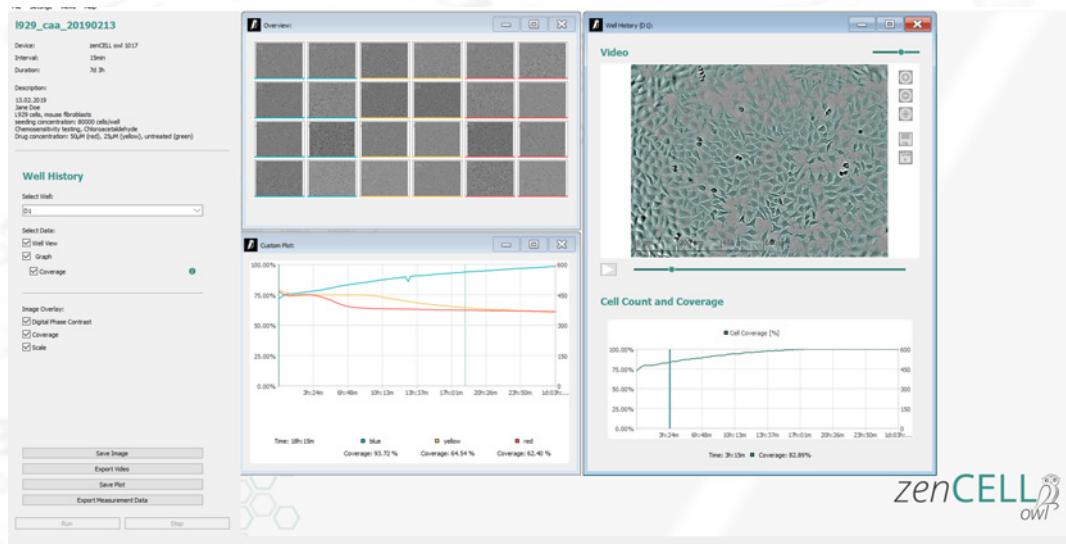 File Settings View Help
l929_caa_20190213
Device: zenCELL owl 1017
Interval: 15min
Duration: 7d 3h
Description:
13.02.2019
Jane Doe
L929 cells, mouse fibroblasts
seeding concentration: 80000 cells/well
Chemosensitivity testing, Chloroacetaldehyde
Drug concentration: 50µM (red), 25µM (yellow), untreated (green)
Well History
Select Well:
D1
Select Data:
Well View
Graph
Coverage
Image Overlay:
Digital Phase Contrast
Coverage
Scale
Save Image
Export Video
Save Plot
Export Measurement Data
Run Stop
Overview:
Custom Plot:
100.00% 600
75.00% 450
50.00% 300
25.00% 150
0.00% 0
3h:24m 6h:48m 10h:13m 13h:37m 17h:01m 20h:26m 23h:50m 1d:03h:...
Time: 18h:15m blue yellow red
Coverage: 93.72 % Coverage: 64.54 % Coverage: 62.40 %
Well History (D1):
Video
Cell Count and Coverage
Cell Coverage [%]
100.00% 600
75.00% 450
50.00% 300
25.00% 150
0.00% 0
3h:24m 6h:48m 10h:13m 13h:37m 17h:01m 20h:26m 23h:50m 1d:03h:...
Time: 3h:15m Coverage: 82.89%
zenCELL
owl